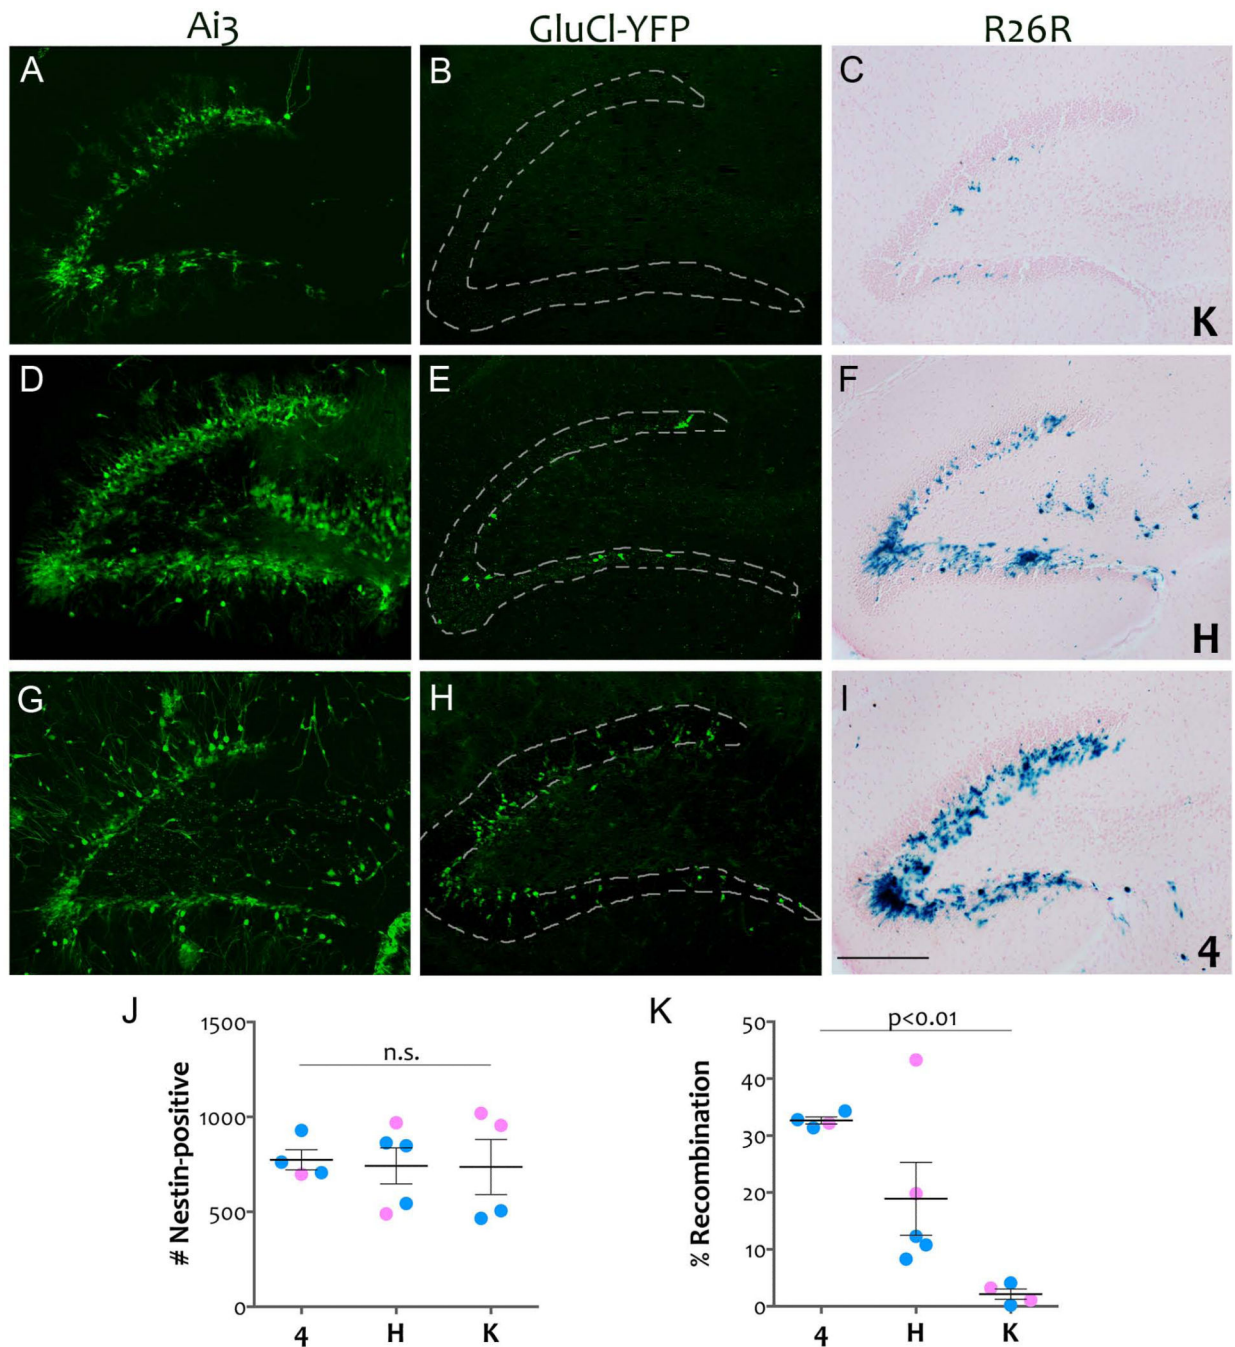 Ai3 GluCl-YFP R26R
A B C
K
D E F
H
G H I
4
J K
1500
1000
500
0
# Nestin-positive
n.s.
4 H K
50
40
30
20
10
0
% Recombination
p<0.01
4 H K